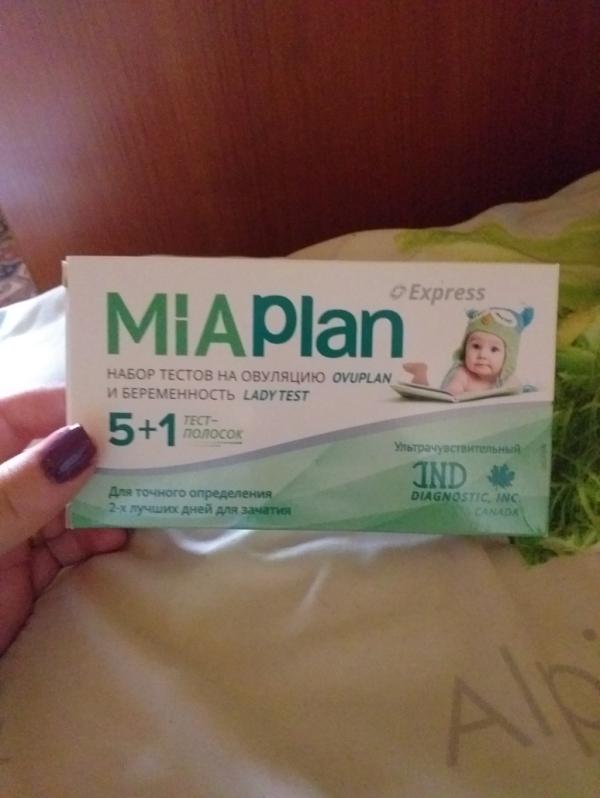 Express
MiAplan
НАБОР ТЕСТОВ НА ОВУЛЯЦИЮ OVUPLAN
И БЕРЕМЕННОСТЬ LADY TEST
5+1 ТЕСТ-
ПОЛОСОК
Ультрачувствительный
IND
DIAGNOSTIC, INC.
CANADA
Для точного определения
2-х лучших дней для зачатия
Alpi